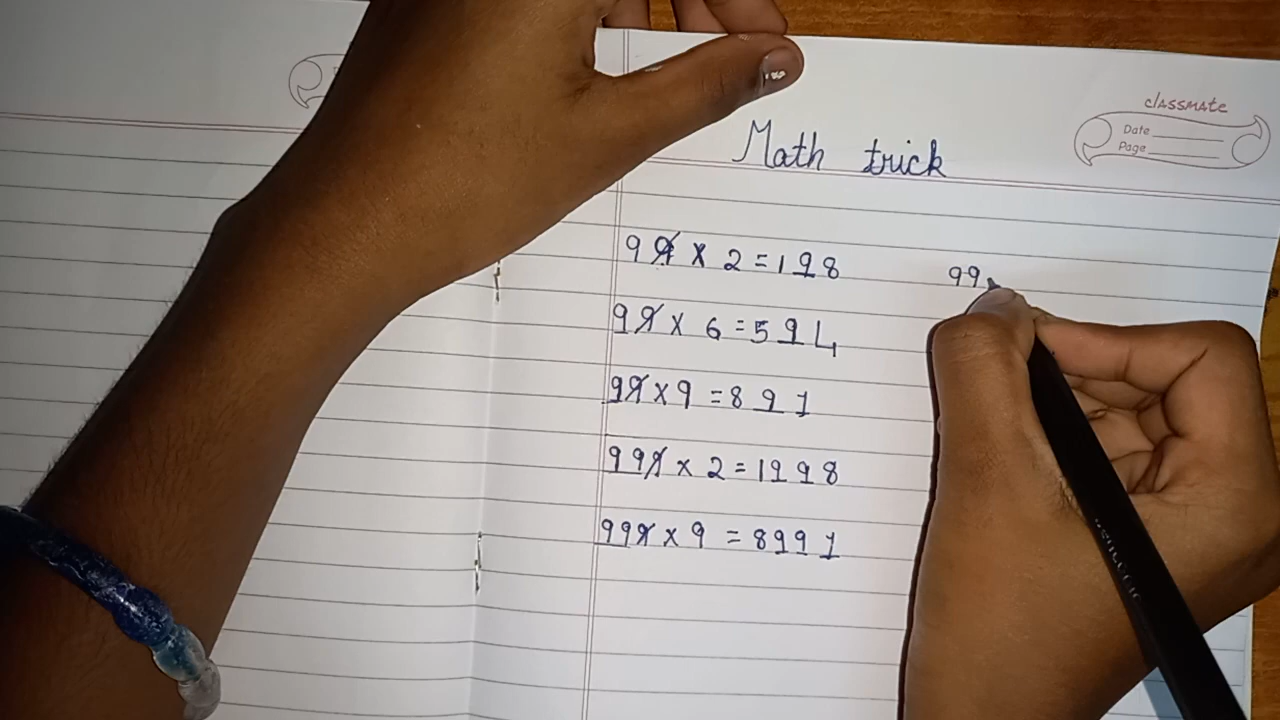 classmate
Date
Page
Math trick
99 x 2 = 198
99 x 6 = 594
99 x 9 = 891
999 x 2 = 1998
999 x 9 = 8991
99